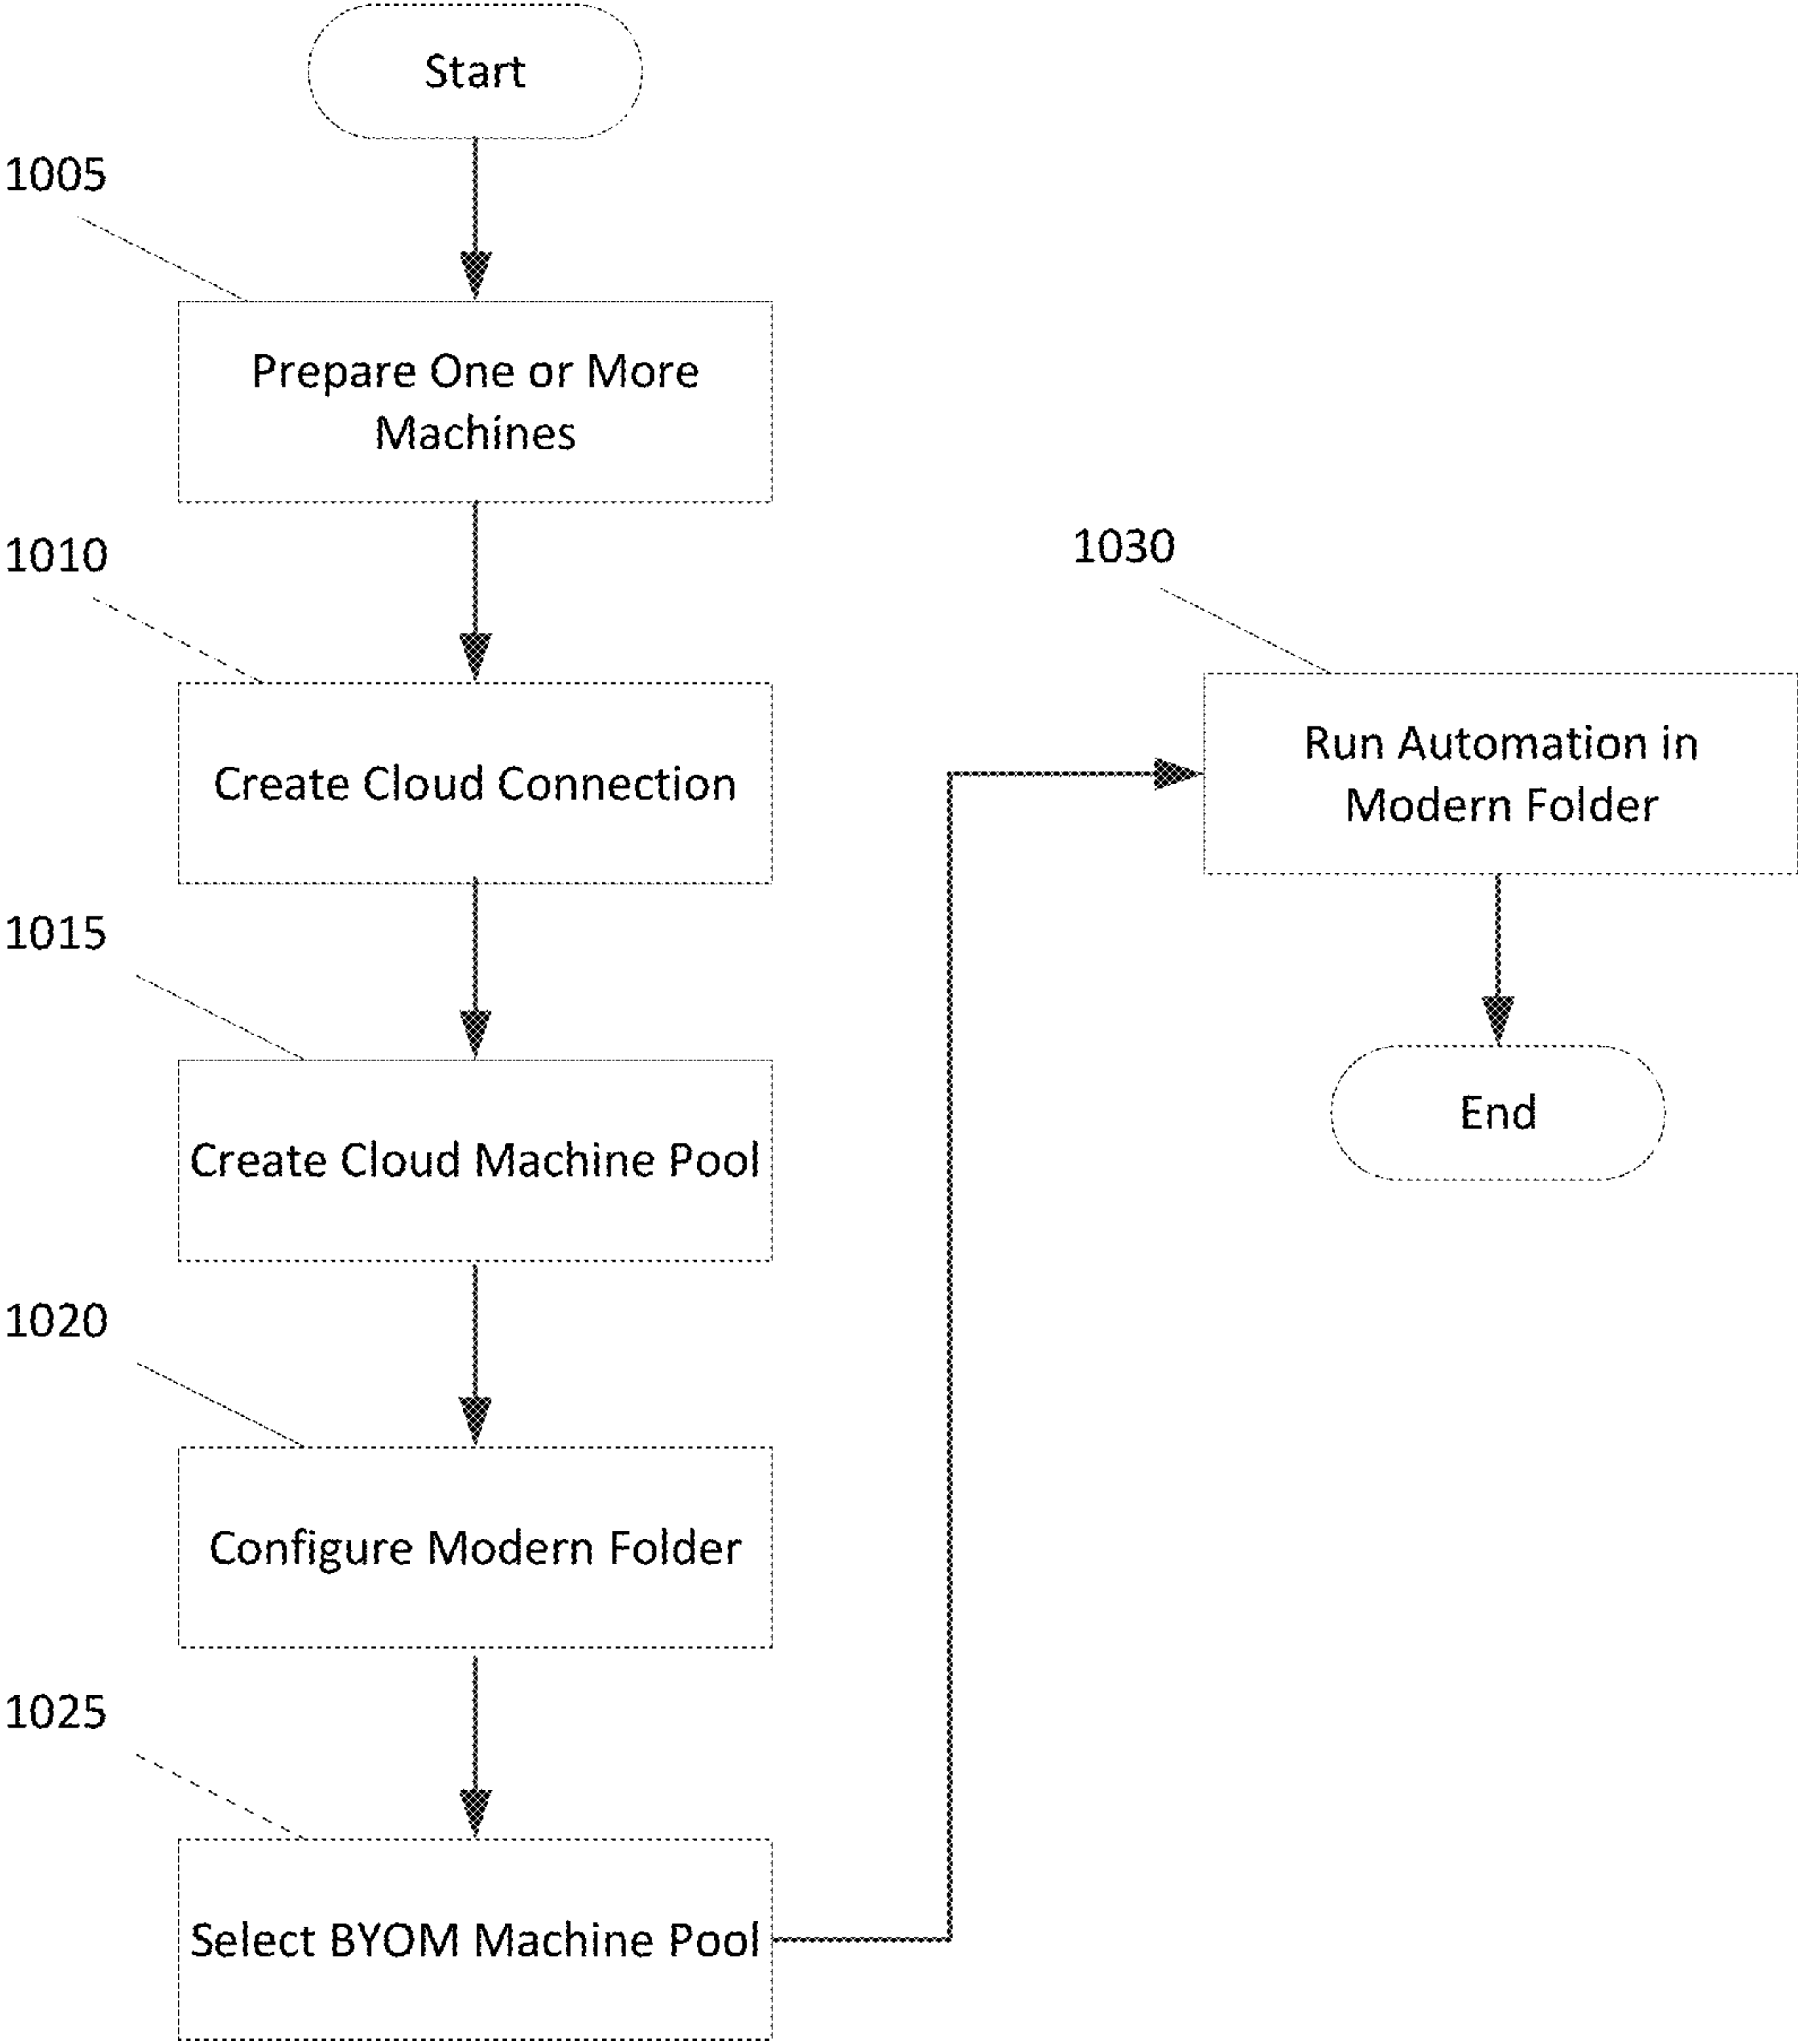 Start
1005
Prepare One or More
Machines
1010
Create Cloud Connection
1015
Create Cloud Machine Pool
1020
Configure Modern Folder
1025
Select BYOM Machine Pool
1030
Run Automation in
Modern Folder
End